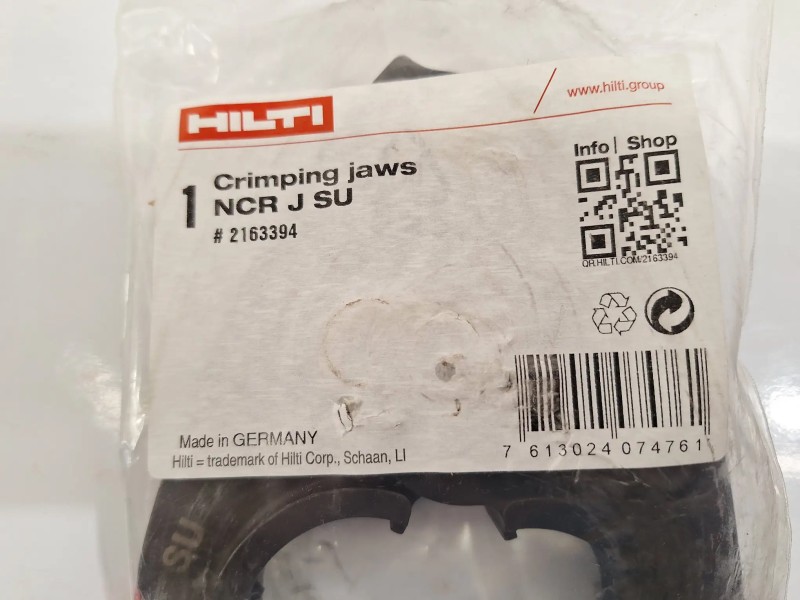 HILTI
www.hilti.group
1
Crimping jaws
NCR J SU
# 2163394
Info | Shop
QR.HILTI.COM/2163394
Made in GERMANY
Hilti = trademark of Hilti Corp., Schaan, LI
7 613024 074761
SU